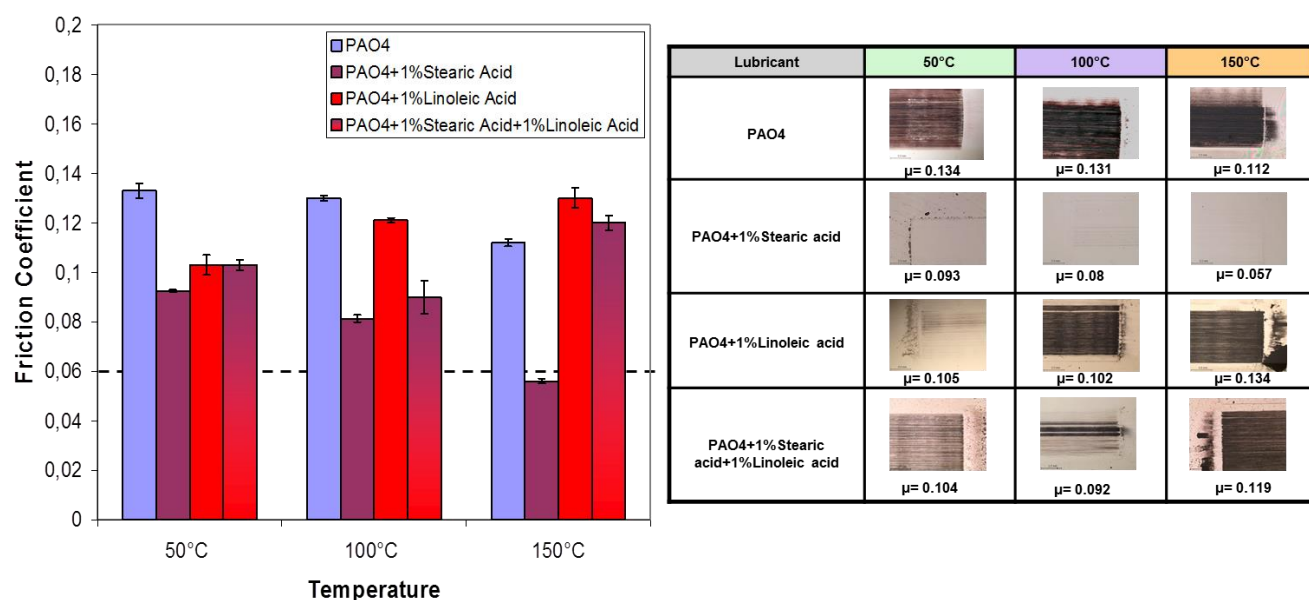 Friction Coefficient
0,2
0,18
0,16
0,14
0,12
0,1
0,08
0,06
0,04
0,02
0
PAO4
PAO4+1%Stearic Acid
PAO4+1%Linoleic Acid
PAO4+1%Stearic Acid+1%Linoleic Acid
50°C 100°C 150°C
Temperature
Lubricant 50°C 100°C 150°C
PAO4
μ= 0.134 μ= 0.131 μ= 0.112
PAO4+1%Stearic acid
μ= 0.093 μ= 0.08 μ= 0.057
PAO4+1%Linoleic acid
μ= 0.105 μ= 0.102 μ= 0.134
PAO4+1%Stearic
acid+1%Linoleic acid
μ= 0.104 μ= 0.092 μ= 0.119